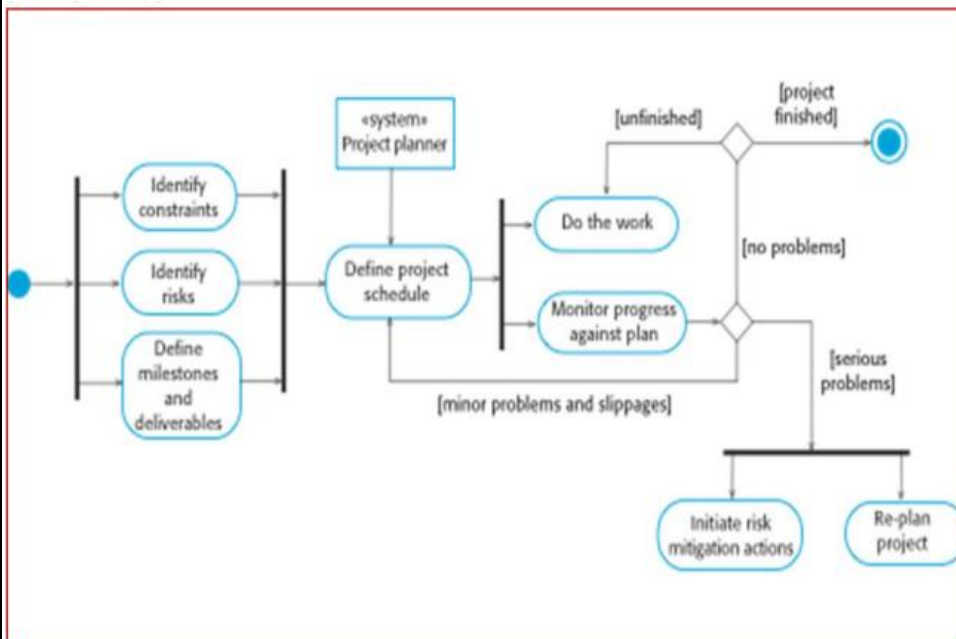 Identify
constraints
Identify
risks
Define
milestones
and
deliverables
«system»
Project planner
Define project
schedule
Do the work
Monitor progress
against plan
[unfinished]
[project
finished]
[no problems]
[serious
problems]
[minor problems and slippages]
Initiate risk
mitigation actions
Re-plan
project